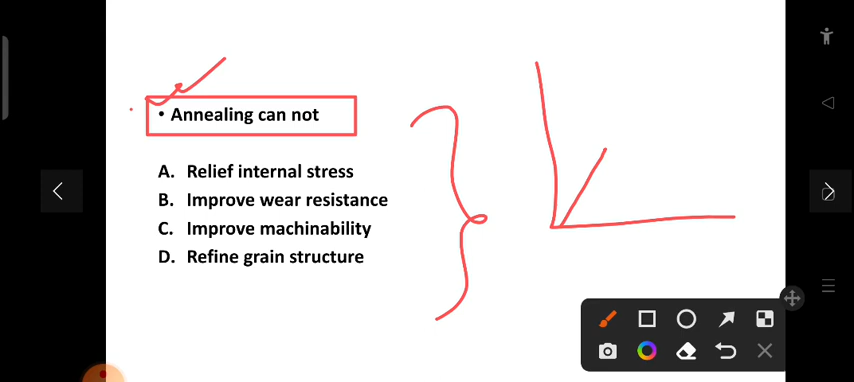 • Annealing can not
A. Relief internal stress
B. Improve wear resistance
C. Improve machinability
D. Refine grain structure